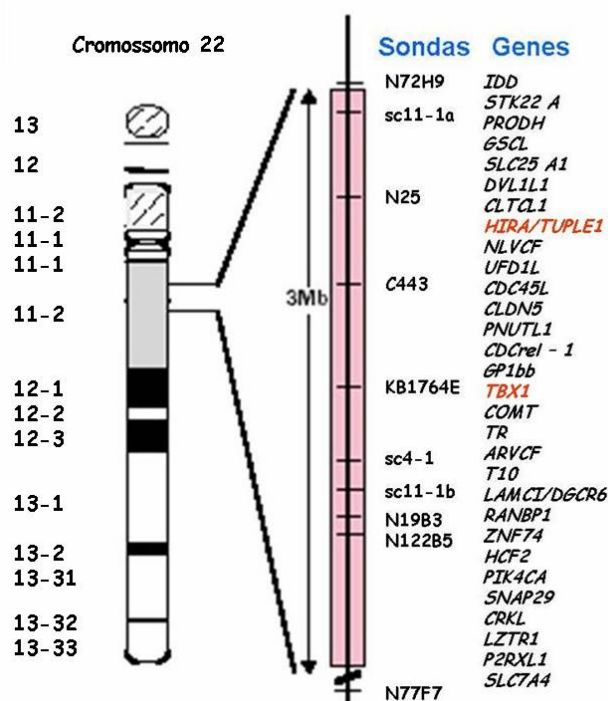 Cromossomo 22
13
12
11-2
11-1
11-1
11-2
12-1
12-2
12-3
13-1
13-2
13-31
13-32
13-33
3Mb
Sondas
N72H9
sc11-1a
N25
C443
KB1764E
sc4-1
sc11-1b
N19B3
N122B5
N77F7
Genes
IDD
STK22 A
PRODH
GSCL
SLC25 A1
DVL1L1
CLTCL1
HIRA/TUPLE1
NLVCF
UFD1L
CDC45L
CLDN5
PNUTL1
CDCrel - 1
GP1bb
TBX1
COMT
TR
ARVCF
T10
LAMCI/DGCR6
RANBP1
ZNF74
HCF2
PIK4CA
SNAP29
CRKL
LZTR1
P2RXL1
SLC7A4